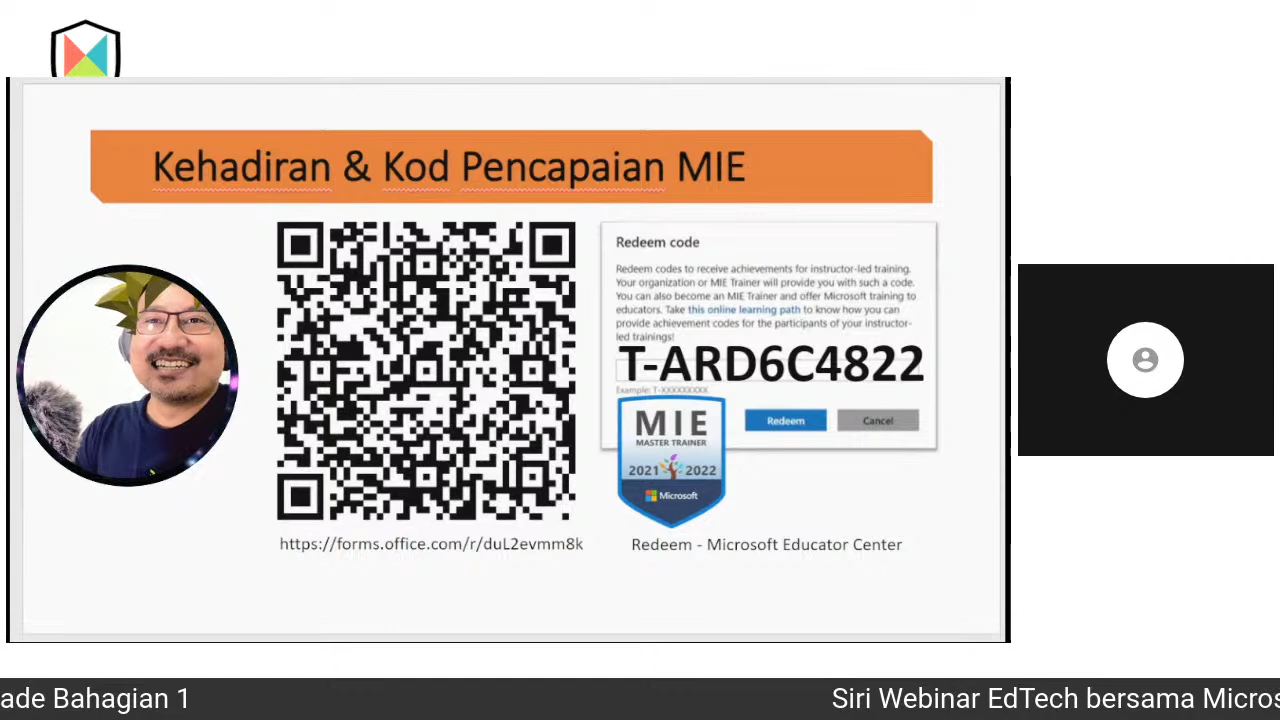 Kehadiran & Kod Pencapaian MIE
Redeem code
Redeem codes to receive achievements for instructor-led training.
Your organization or MIE Trainer will provide you with such a code.
You can also become an MIE Trainer and offer Microsoft training to
educators. Take this online learning path to know how you can
provide achievement codes for the participants of your instructor-
led trainings!
T-ARD6C4822
Example: T-XXXXXXXXX
Redeem
Cancel
MIE
MASTER TRAINER
2021 2022
Microsoft
https://forms.office.com/r/duL2evmm8k
Redeem - Microsoft Educator Center
ade Bahagian 1
Siri Webinar EdTech bersama Micros